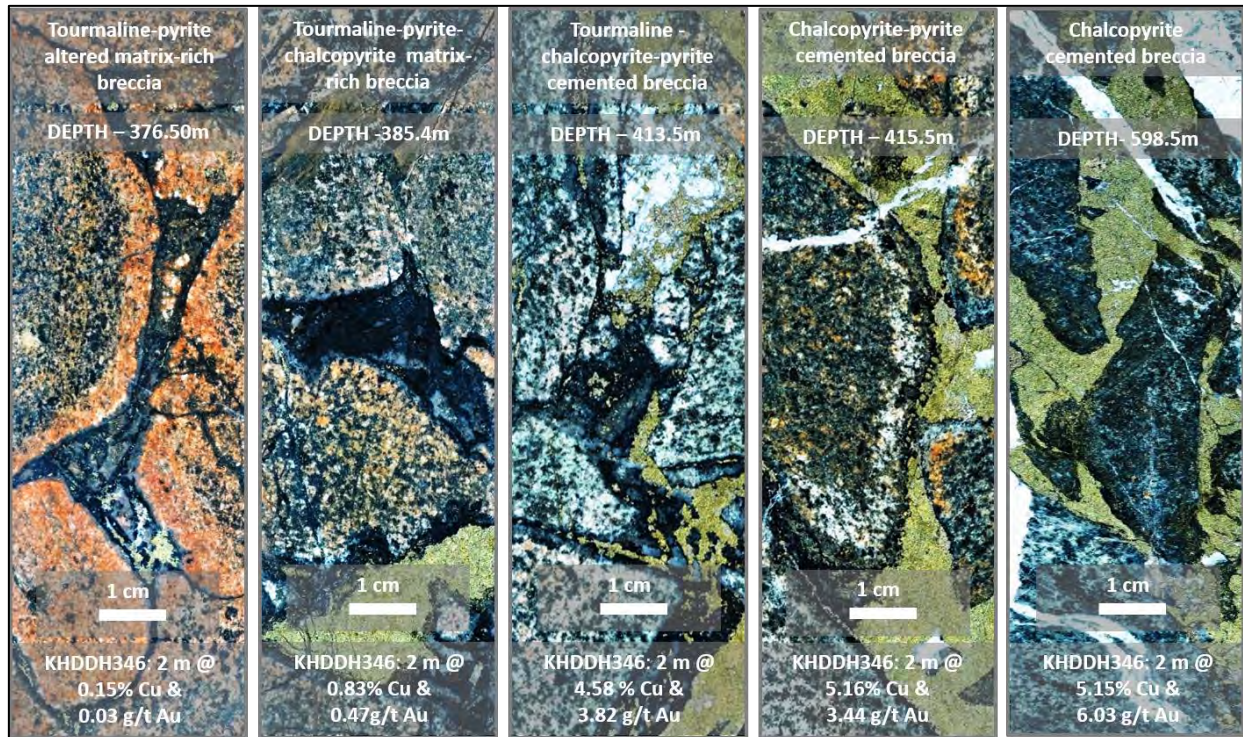 Tourmaline-pyrite
altered matrix-rich
breccia
DEPTH – 376.50m
1 cm
KHDDH346: 2 m @
0.15% Cu &
0.03 g/t Au
Tourmaline-pyrite-
chalcopyrite matrix-
rich breccia
DEPTH -385.4m
1 cm
KHDDH346: 2 m @
0.83% Cu &
0.47g/t Au
Tourmaline -
chalcopyrite-pyrite
cemented breccia
DEPTH – 413.5m
1 cm
KHDDH346: 2 m @
4.58 % Cu &
3.82 g/t Au
Chalcopyrite-pyrite
cemented breccia
DEPTH – 415.5m
1 cm
KHDDH346: 2 m @
5.16% Cu &
3.44 g/t Au
Chalcopyrite
cemented breccia
DEPTH- 598.5m
1 cm
KHDDH346: 2 m @
5.15% Cu &
6.03 g/t Au